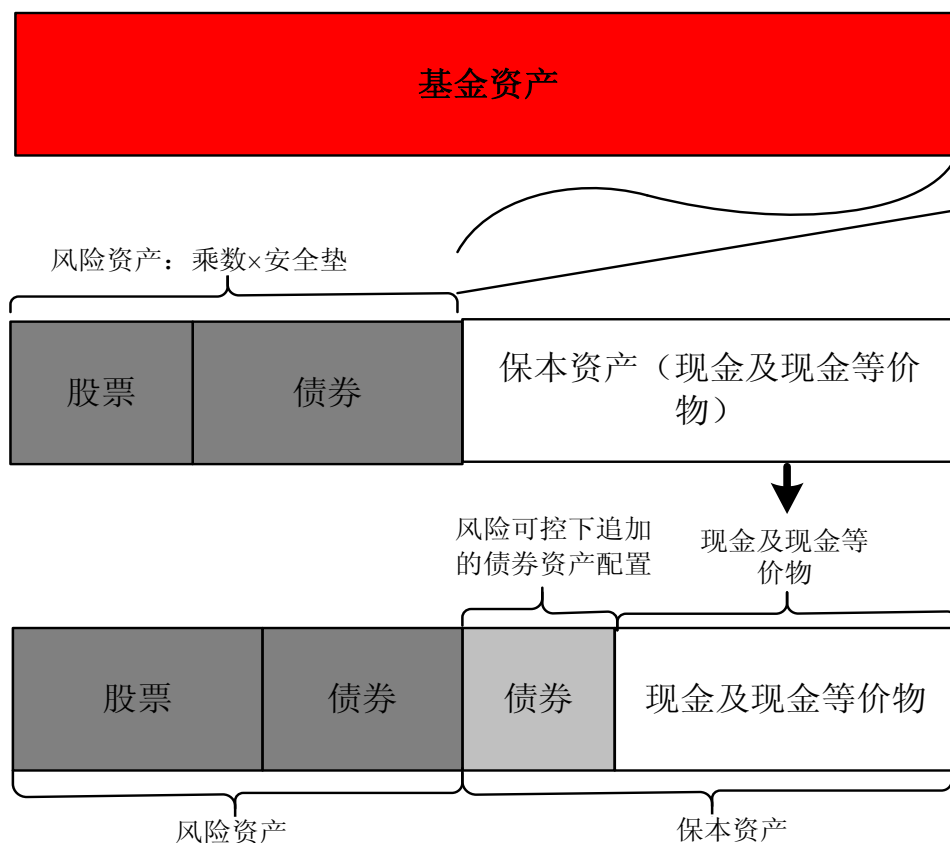 基金资产
风险资产：乘数×安全垫
股票
债券
保本资产（现金及现金等价
物）
风险可控下追加
的债券资产配置
现金及现金等
价物
股票
债券
债券
现金及现金等价物
风险资产
保本资产